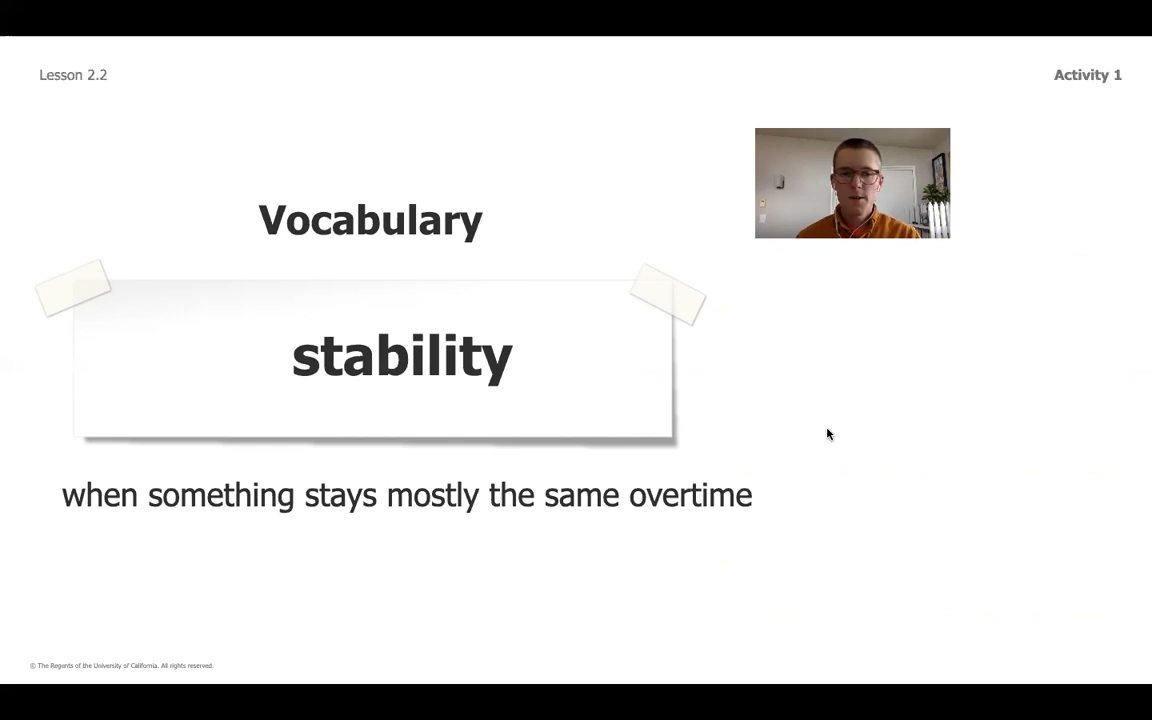 Lesson 2.2
Activity 1
Vocabulary
stability
when something stays mostly the same overtime
© The Regents of the University of California. All rights reserved.